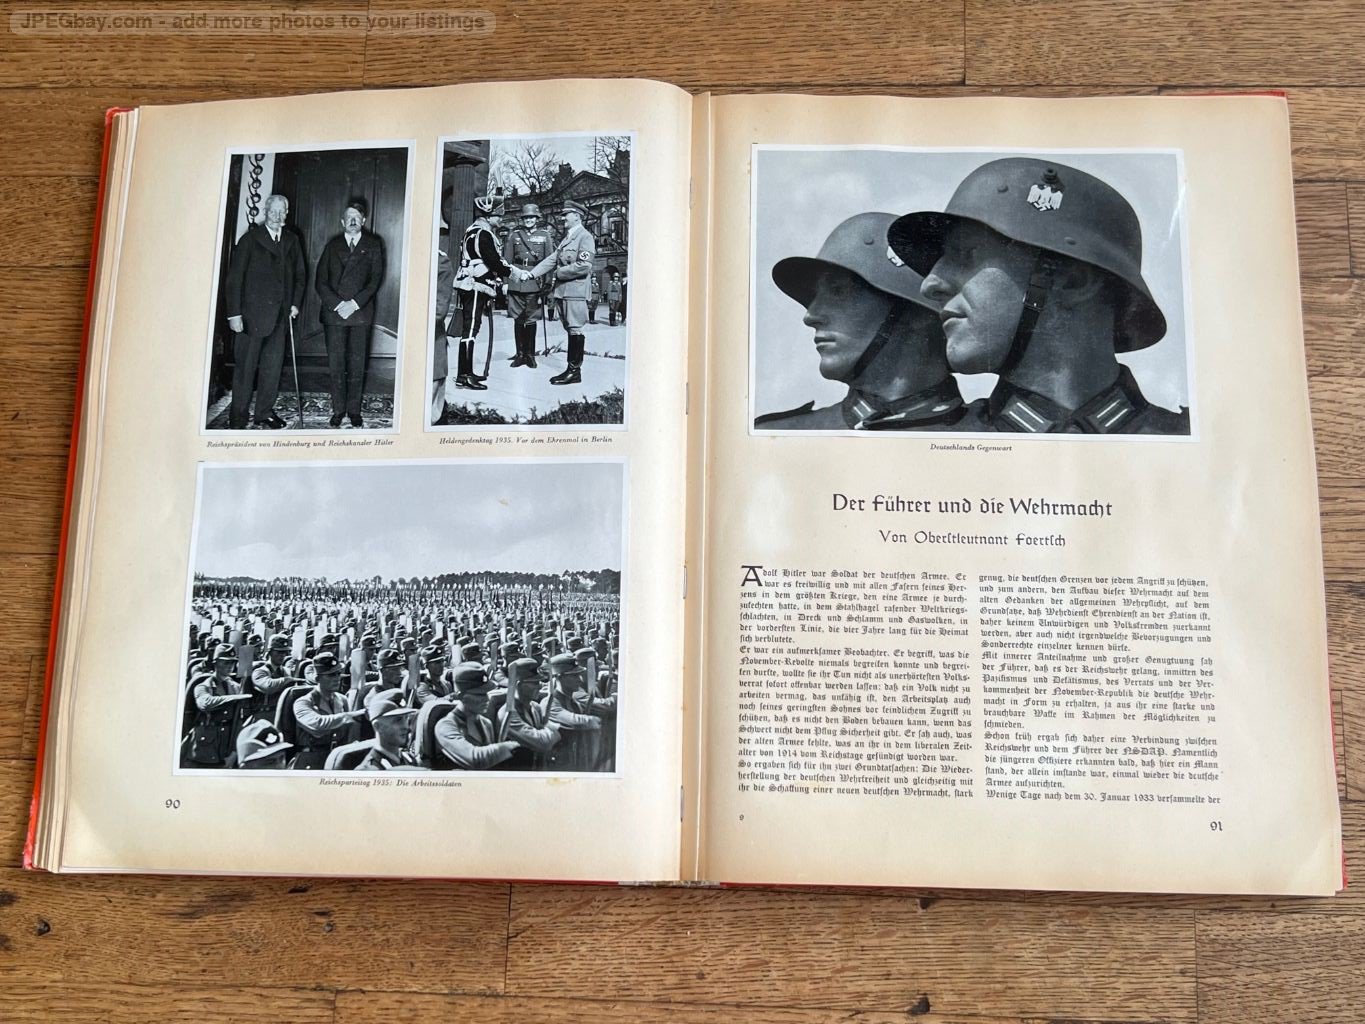 JPEGbay.com - add more photos to your listings
Reichspräsident von Hindenburg und Reichskanzler Hitler
Heldengedenktag 1935. Vor dem Ehrenmal in Berlin
Reichsparteitag 1935: Die Arbeitssoldaten
90
Deutschlands Gegenwart
Der Führer und die Wehrmacht
Von Oberſtleutnant Foertſch
Adolf Hitler war Soldat der deutſchen Armee. Er
war es freiwillig und mit allen Faſern ſeines Her-
zens in dem größten Kriege, den eine Armee je durch-
zufechten hatte, in dem Stahlhagel raſender Weltkriegs-
ſchlachten, in Dreck und Schlamm und Gaswolken, in
der vorderſten Linie, die vier Jahre lang für die Heimat
ſich verblutete.
Er war ein aufmerkſamer Beobachter. Er begriff, was die
November-Revolte niemals begreifen konnte und begrei-
fen durfte, wollte ſie ihr Tun nicht als unerhörteſten Volks-
verrat ſofort offenbar werden laſſen: daß ein Volk nicht zu
arbeiten vermag, das unfähig iſt, den Arbeitsplatz auch
noch ſeines geringſten Sohnes vor feindlichem Zugriff zu
ſchützen, daß es nicht den Boden bebauen kann, wenn das
Schwert nicht dem Pflug Sicherheit gibt. Er ſah auch, was
der alten Armee fehlte, was an ihr in dem liberalen Zeit-
alter von 1914 vom Reichstage geſündigt worden war.
So ergaben ſich für ihn zwei Grundtatſachen: Die Wieder-
herſtellung der deutſchen Wehrfreiheit und gleichzeitig mit
ihr die Schaffung einer neuen deutſchen Wehrmacht, ſtark
genug, die deutſchen Grenzen vor jedem Angriff zu ſchützen,
und zum andern, den Aufbau dieſer Wehrmacht auf dem
alten Gedanken der allgemeinen Wehrpflicht, auf dem
Grundſatze, daß Wehrdienſt Ehrendienſt an der Nation iſt,
daher keinem Unwürdigen und Volksfremden zuerkannt
werden, aber auch nicht irgendwelche Bevorzugungen und
Sonderrechte einzelner kennen dürfe.
Mit innerer Anteilnahme und großer Genugtuung ſah
der Führer, daß es der Reichswehr gelang, inmitten des
Pazifismus und Defätismus, des Verrats und der Ver-
kommenheit der November-Republik die deutſche Wehr-
macht in Form zu erhalten, ja aus ihr eine ſtarke und
brauchbare Waffe im Rahmen der Möglichkeiten zu
ſchmieden.
Schon früh ergab ſich daher eine Verbindung zwiſchen
Reichswehr und dem Führer der NSDAP. Namentlich
die jüngeren Offiziere erkannten bald, daß hier ein Mann
ſtand, der allein imſtande war, einmal wieder die deutſche
Armee aufzurichten.
Wenige Tage nach dem 30. Januar 1933 verſammelte der
9
91